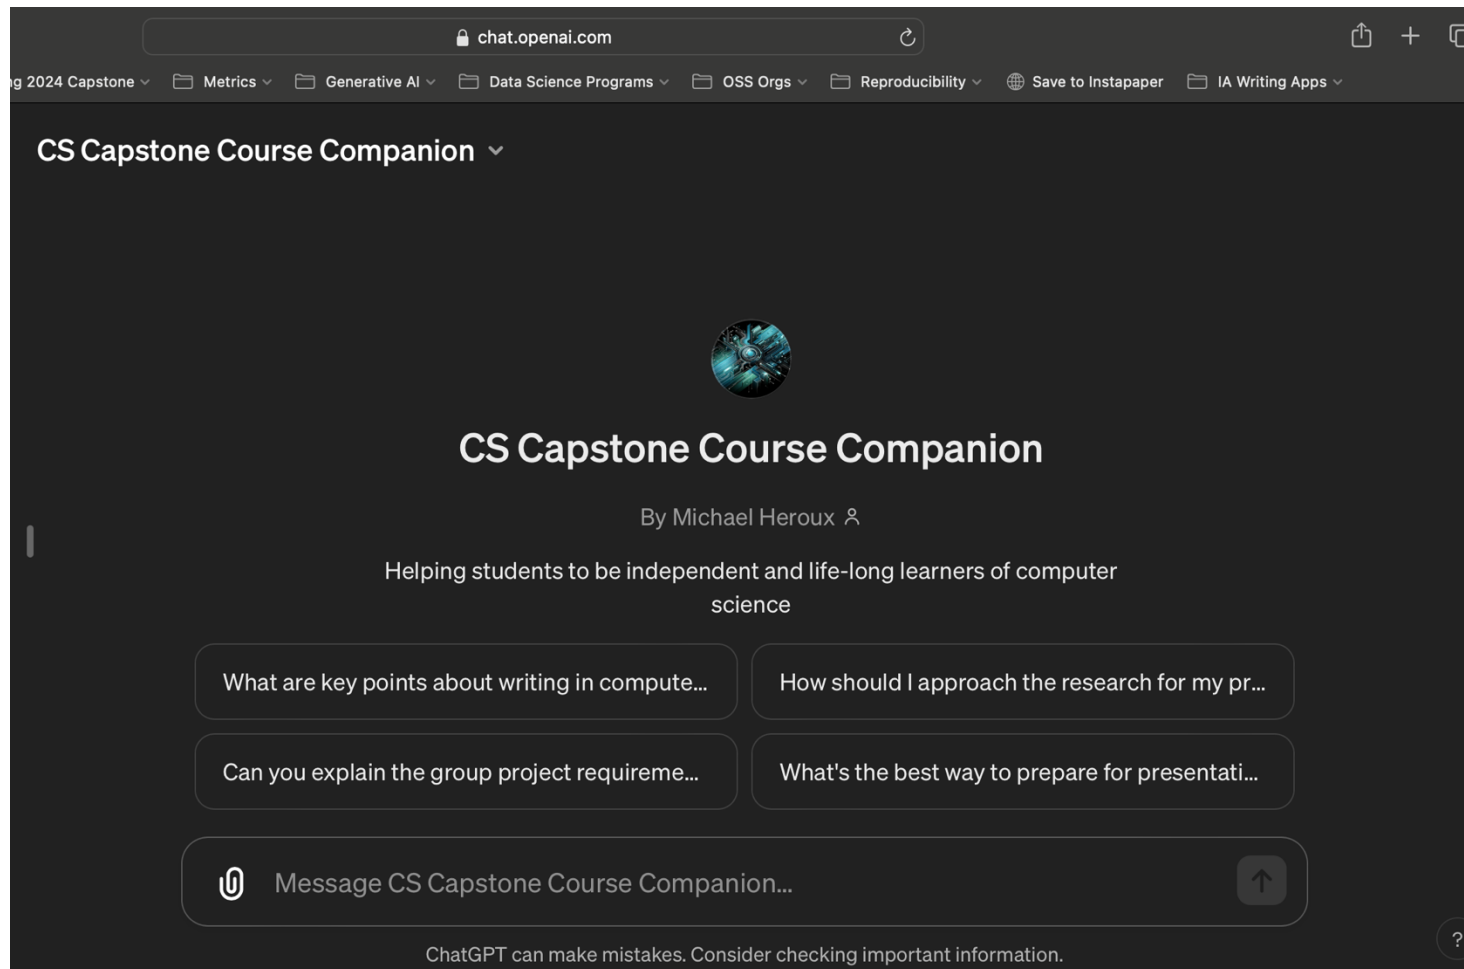 chat.openai.com
ng 2024 Capstone Metrics Generative AI Data Science Programs OSS Orgs Reproducibility Save to Instapaper IA Writing Apps
CS Capstone Course Companion
CS Capstone Course Companion
By Michael Heroux
Helping students to be independent and life-long learners of computer
science
What are key points about writing in compute...
How should I approach the research for my pr...
Can you explain the group project requireme...
What's the best way to prepare for presentati...
Message CS Capstone Course Companion...
?
ChatGPT can make mistakes. Consider checking important information.